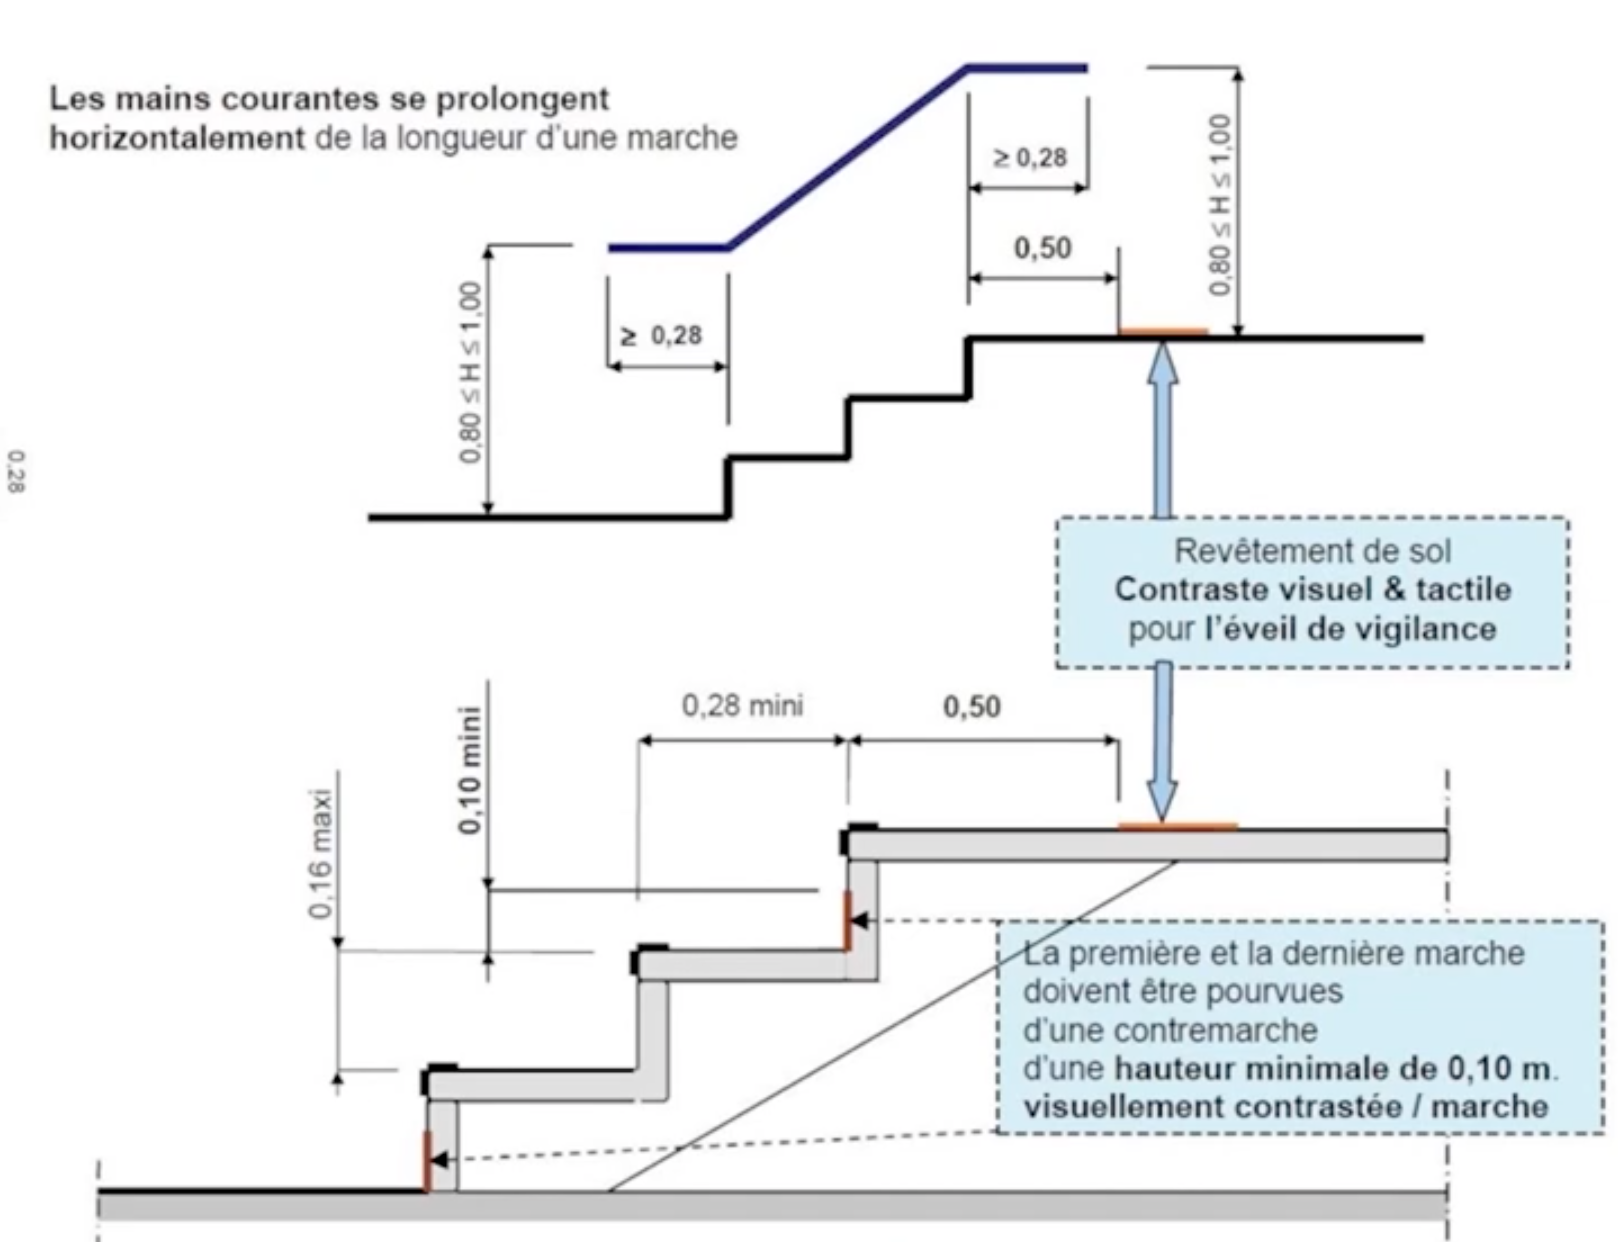 Les mains courantes se prolongent
horizontalement de la longueur d'une marche
≥ 0,28
0,80 ≤ H ≤ 1,00
0,50
0,80 ≤ H ≤ 1,00
≥ 0,28
0,28
Revêtement de sol
Contraste visuel & tactile
pour l'éveil de vigilance
0,28 mini
0,50
0,10 mini
0,16 maxi
La première et la dernière marche
doivent être pourvues
d'une contremarche
d'une hauteur minimale de 0,10 m.
visuellement contrastée / marche